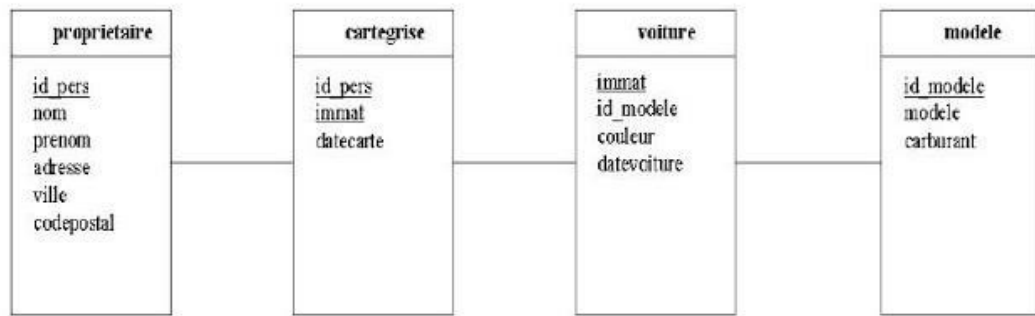 proprietaire
id_pers
nom
prenom
adresse
ville
codepostal
cartegrise
id_pers
immat
datecarte
voiture
immat
id_modele
couleur
datevoiture
modele
id_modele
modele
carburant